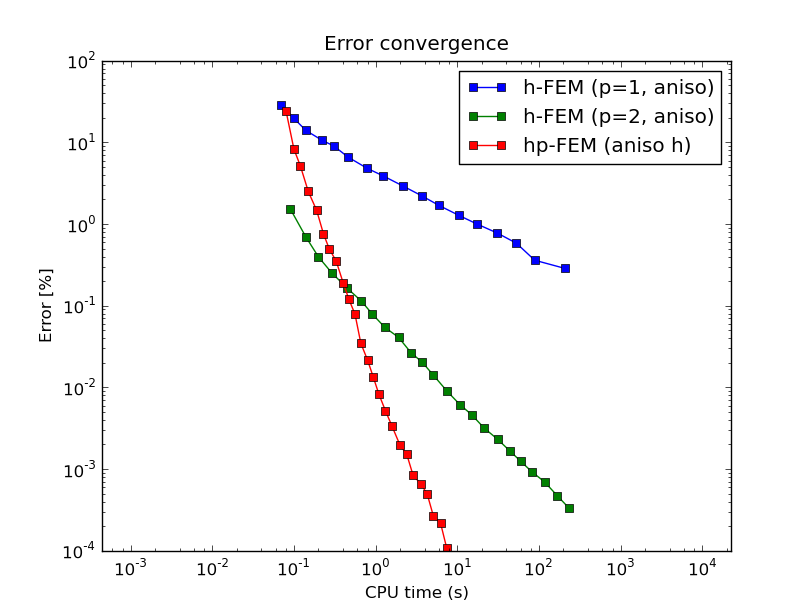 Error convergence
h-FEM (p=1, aniso)
h-FEM (p=2, aniso)
hp-FEM (aniso h)
Error [%]
10^2
10^1
10^0
10^-1
10^-2
10^-3
10^-4
10^-3
10^-2
10^-1
10^0
10^1
10^2
10^3
10^4
CPU time (s)